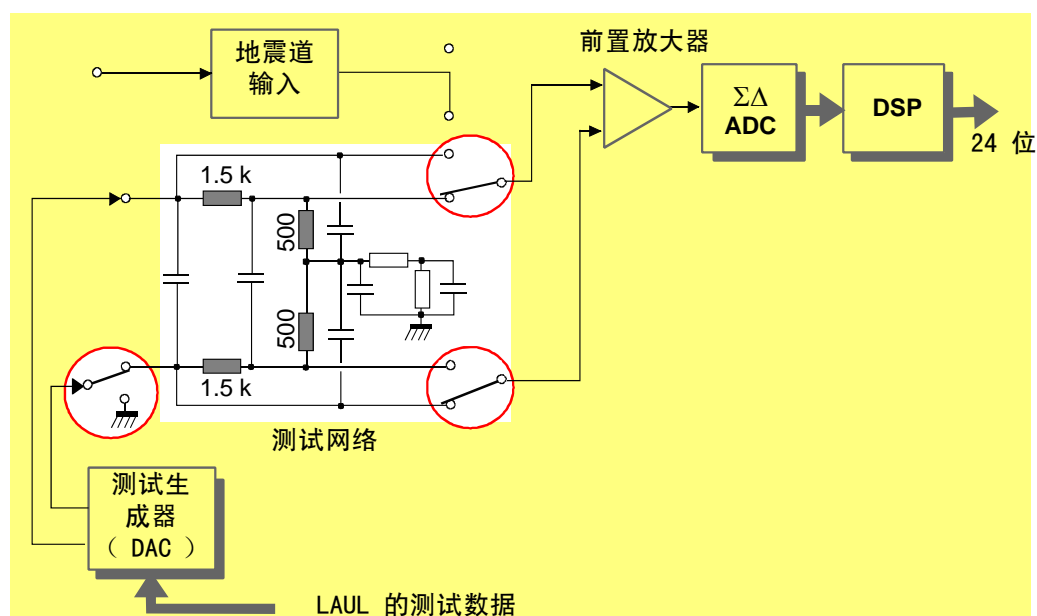 地震道
输入
前置放大器
ΣΔ
ADC
DSP
24 位
1.5 k
500
500
1.5 k
测试网络
测试生
成器
( DAC )
LAUL 的测试数据